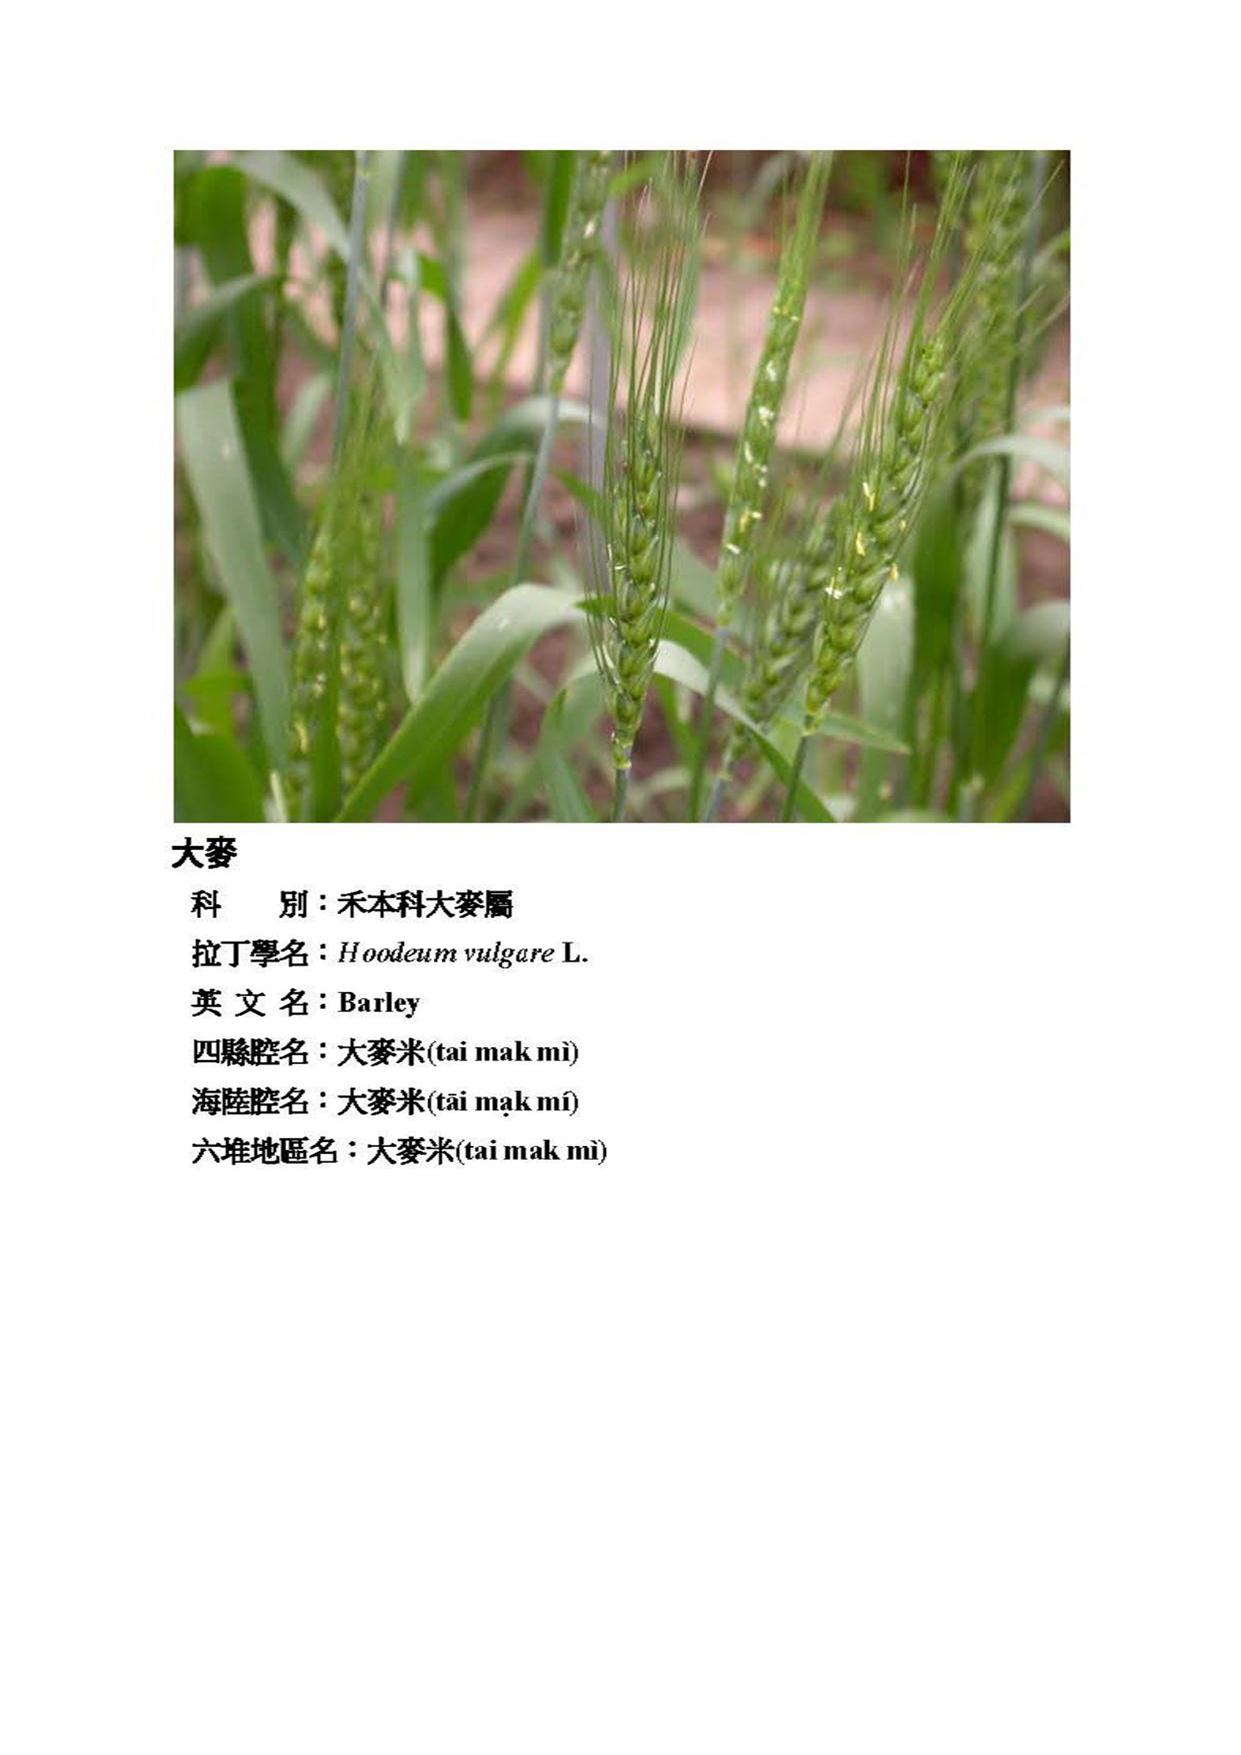 大麥
科　　別：禾本科大麥屬
拉丁學名：Hoodeum vulgare L.
英 文 名：Barley
四縣腔名：大麥米(tai mak mì)
海陸腔名：大麥米(tāi mạk mí)
六堆地區名：大麥米(tai mak mì)